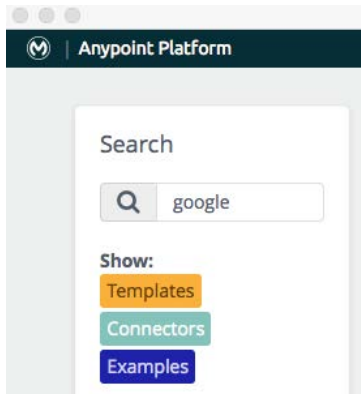 Anypoint Platform
Search
google
Show:
Templates
Connectors
Examples